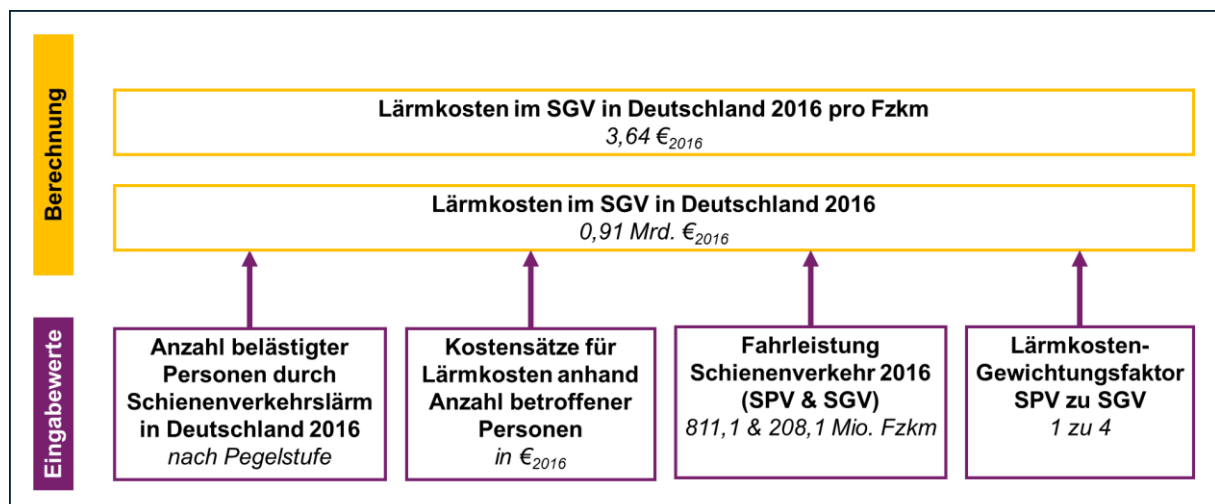 Berechnung
Lärmkosten im SGV in Deutschland 2016 pro Fzkm
3,64 €2016
Lärmkosten im SGV in Deutschland 2016
0,91 Mrd. €2016
Eingabewerte
Anzahl belästigter
Personen durch
Schienenverkehrslärm
in Deutschland 2016
nach Pegelstufe
Kostensätze für
Lärmkosten anhand
Anzahl betroffener
Personen
in €2016
Fahrleistung
Schienenverkehr 2016
(SPV & SGV)
811,1 & 208,1 Mio. Fzkm
Lärmkosten-
Gewichtungsfaktor
SPV zu SGV
1 zu 4